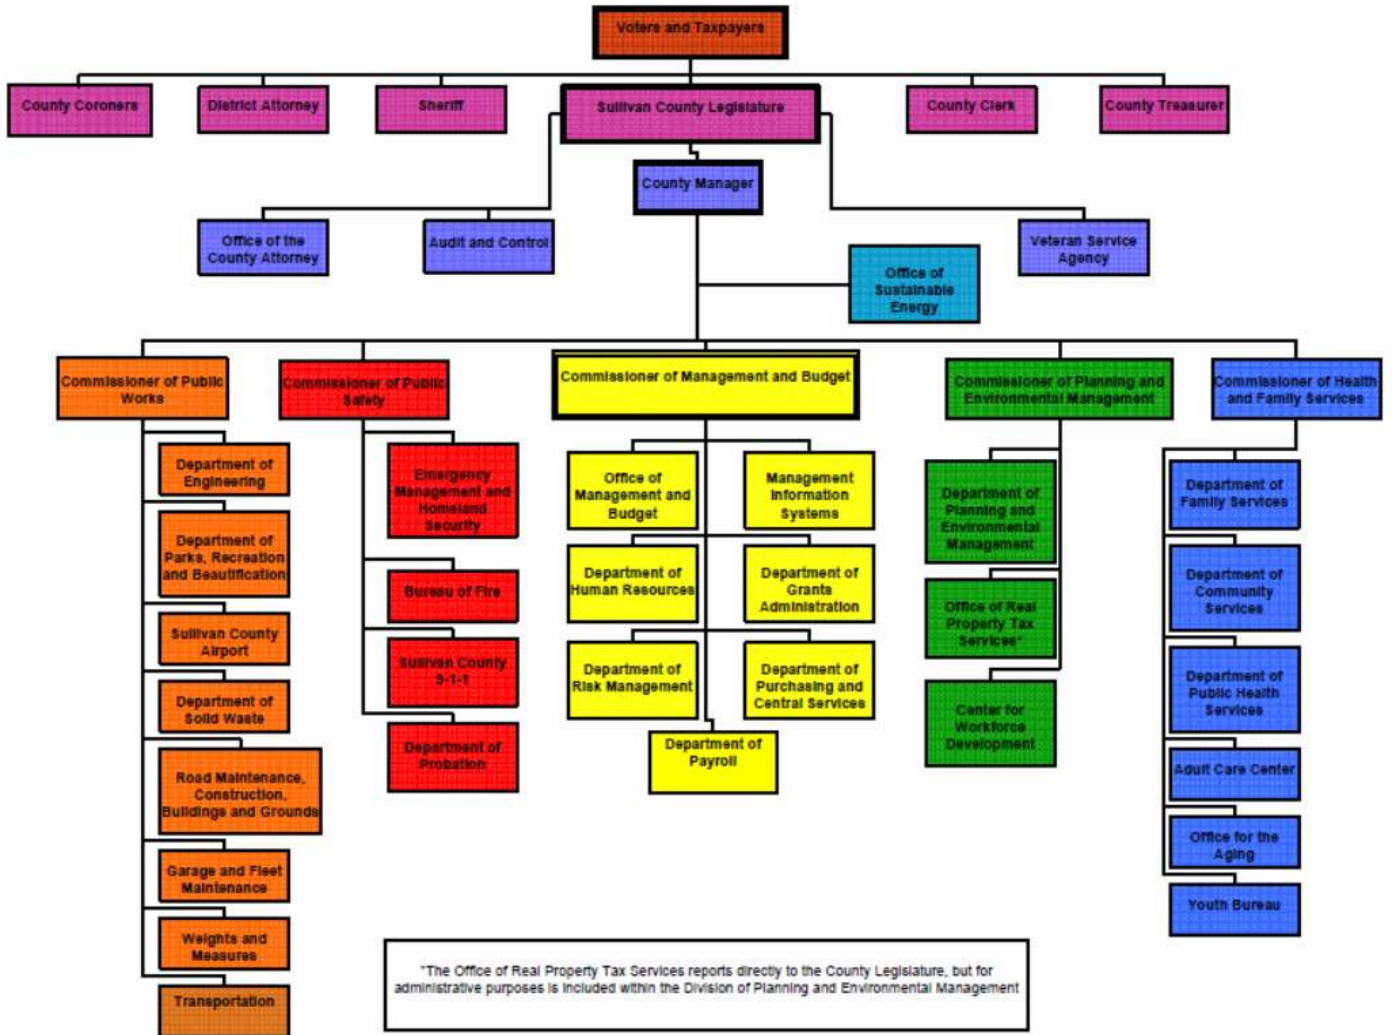 Voters and Taxpayers
County Coroners
District Attorney
Sheriff
Sullivan County Legislature
County Clerk
County Treasurer
County Manager
Office of the
County Attorney
Audit and Control
Veteran Service
Agency
Office of
Sustainable
Energy
Commissioner of Public
Works
Commissioner of Public
Safety
Commissioner of Management and Budget
Commissioner of Planning and
Environmental Management
Commissioner of Health
and Family Services
Department of
Engineering
Department of
Parks, Recreation
and Beautification
Sullivan County
Airport
Department of
Solid Waste
Road Maintenance,
Construction,
Buildings and Grounds
Garage and Fleet
Maintenance
Weights and
Measures
Transportation
Emergency
Management and
Homeland
Security
Bureau of Fire
Sullivan County
9-1-1
Department of
Probation
Office of
Management and
Budget
Management
Information
Systems
Department of
Human Resources
Department of
Grants
Administration
Department of
Risk Management
Department of
Purchasing and
Central Services
Department of
Payroll
Department of
Planning and
Environmental
Management
Office of Real
Property Tax
Services*
Center for
Workforce
Development
Department of
Family Services
Department of
Community
Services
Department of
Public Health
Services
Adult Care Center
Office for the
Aging
Youth Bureau
*The Office of Real Property Tax Services reports directly to the County Legislature, but for
administrative purposes is included within the Division of Planning and Environmental Management